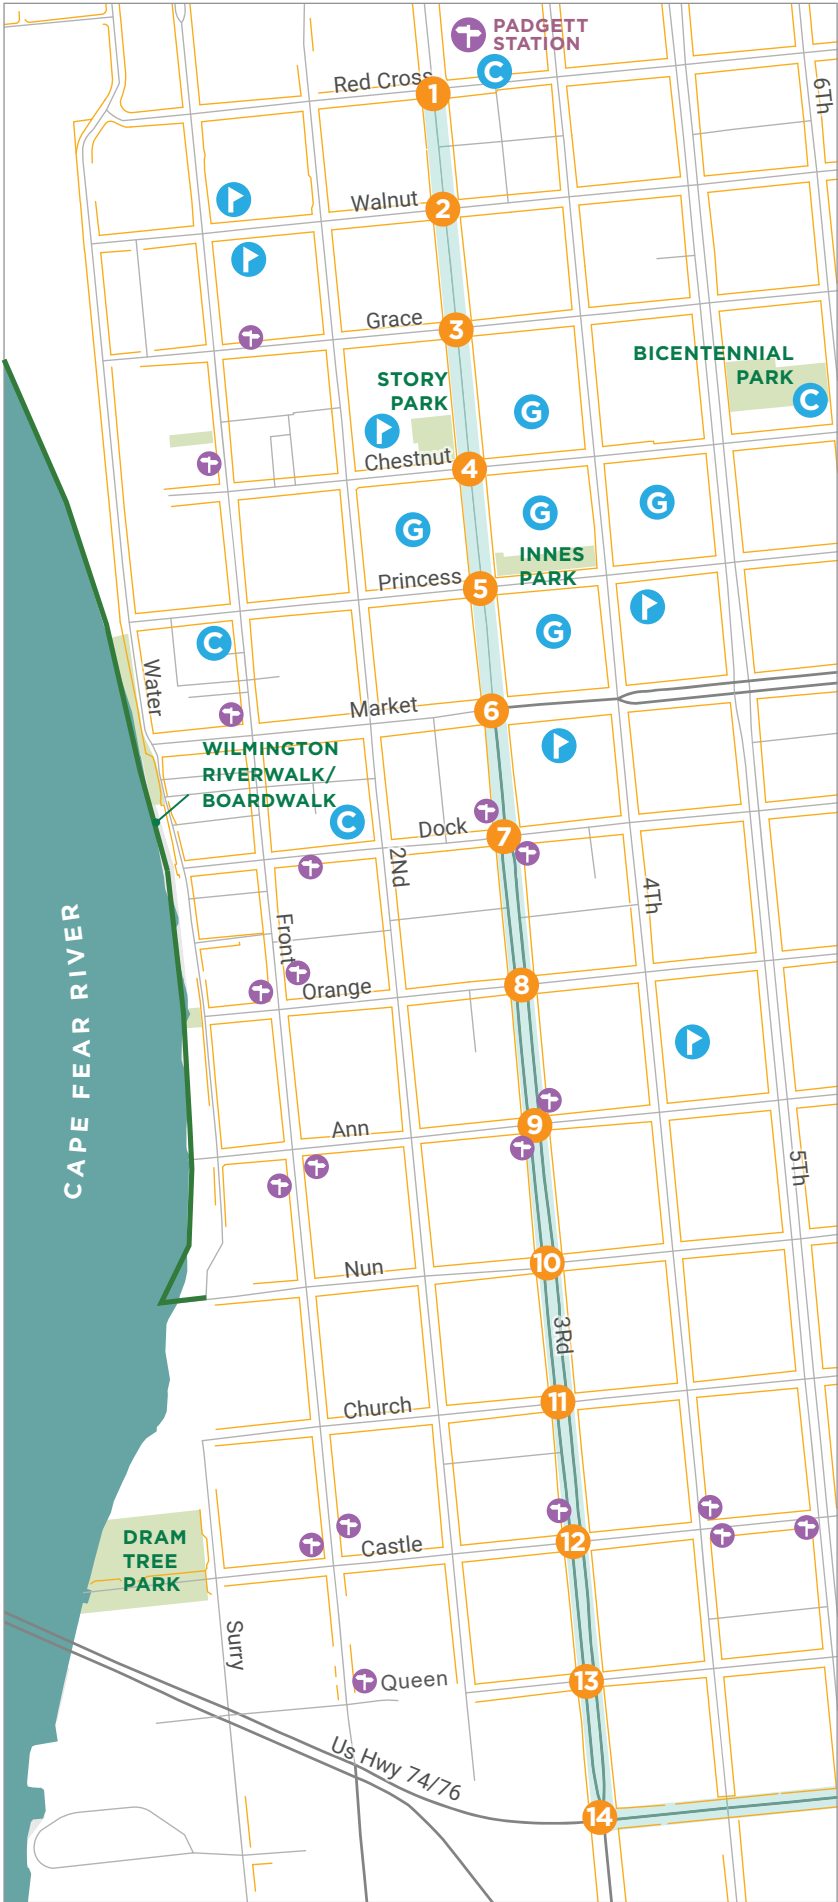 PADGETT
STATION
C
Red Cross
1
6Th
Walnut
2
Grace
3
BICENTENNIAL
PARK
C
STORY
PARK
G
Chestnut
4
G
G
G
INNES
PARK
Princess
5
G
C
Water
Market
6
WILMINGTON
RIVERWALK/
BOARDWALK
C
Dock
7
2Nd
4Th
Front
CAPE FEAR RIVER
Orange
8
Ann
9
5Th
Nun
10
3Rd
Church
11
DRAM
TREE
PARK
Castle
12
Surry
Queen
13
Us Hwy 74/76
14